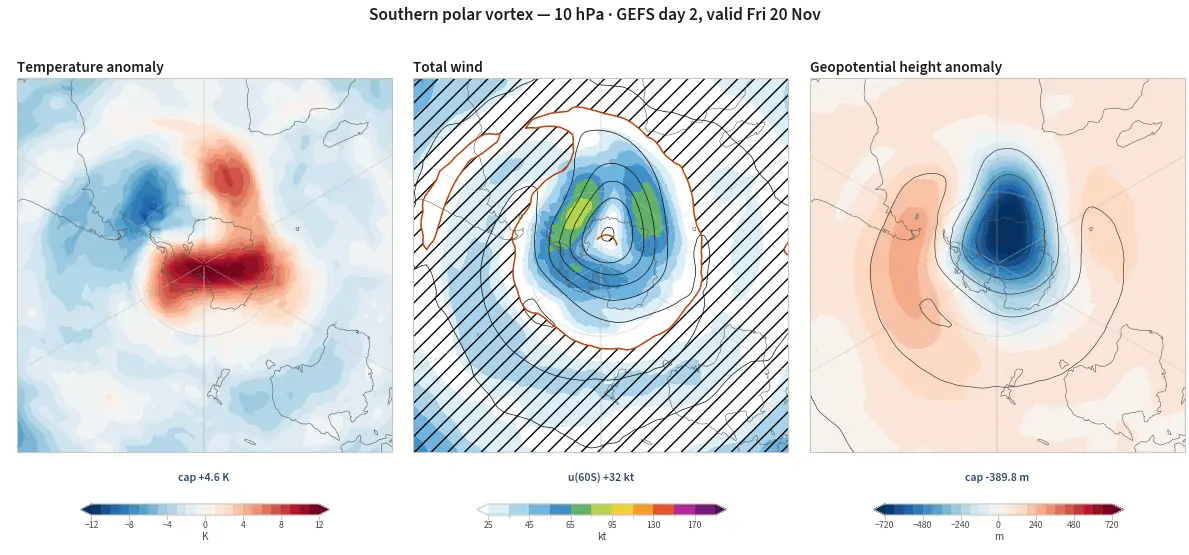 Southern polar vortex — 10 hPa · GEFS day 2, valid Fri 20 Nov
Temperature anomaly
Total wind
Geopotential height anomaly
cap +4.6 K
u(60S) +32 kt
cap -389.8 m
−12 −8 −4 0 4 8 12
K
25 45 65 95 130 170
kt
−720 −480 −240 0 240 480 720
m